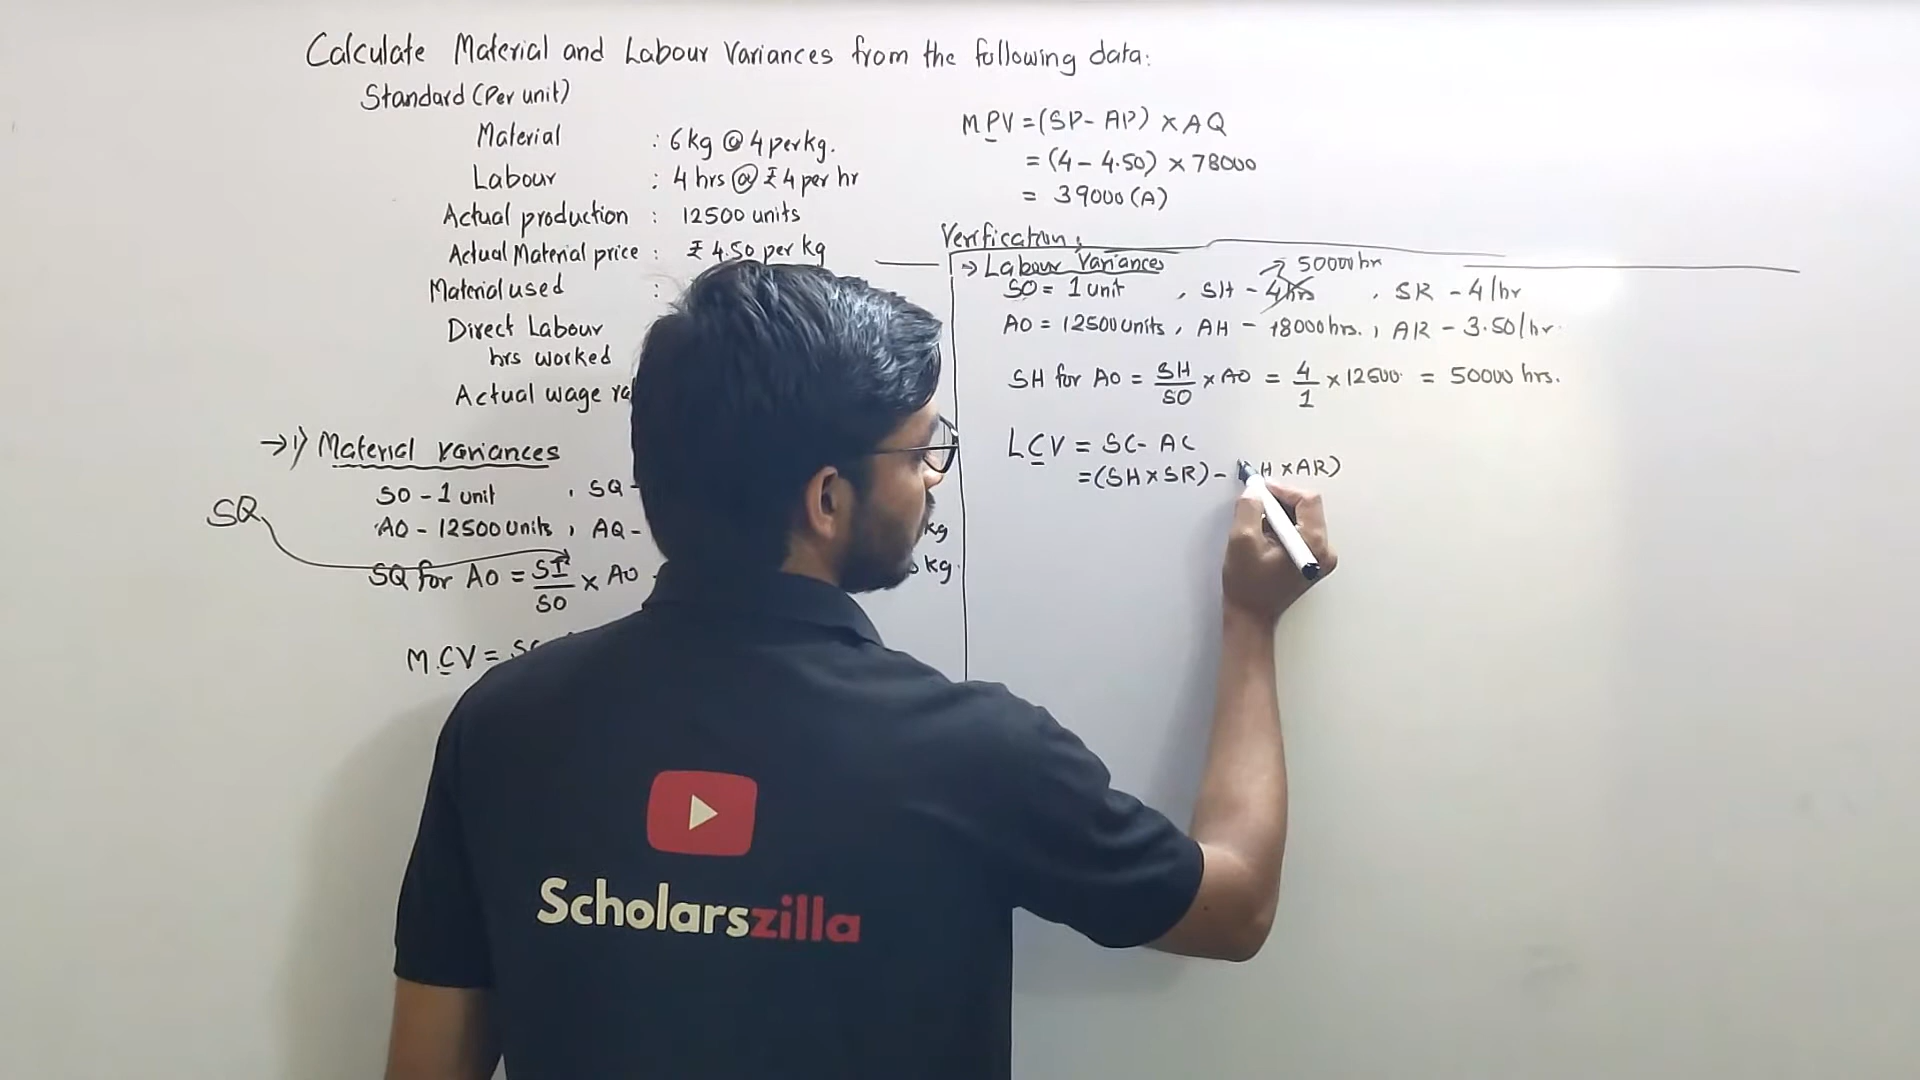 Calculate Material and Labour Variances from the following data:
Standard (Per unit)
Material : 6 kg @ 4 per kg.
Labour : 4 hrs @ ₹ 4 per hr
Actual production : 12500 units
Actual Material price : ₹ 4.50 per kg
Material used :
Direct Labour
hrs worked
Actual wage
→ 1) Material variances
SO - 1 unit , SQ -
AO - 12500 units , AQ - kg
SQ
SQ for AO = SI/SO × AO kg.
MCV =
MPV = (SP - AP) × AQ
= (4 - 4.50) × 78000
= 39000 (A)
Verification:
→ Labour Variances
50000 hr
SO = 1 unit , SH - 4 hrs , SR - 4/hr
AO = 12500 units , AH - 18000 hrs. , AR - 3.50/hr.
SH for AO = SH/SO × AO = 4/1 × 12500 = 50000 hrs.
LCV = SC - AC
= (SH × SR) - H × AR)
Scholarszilla